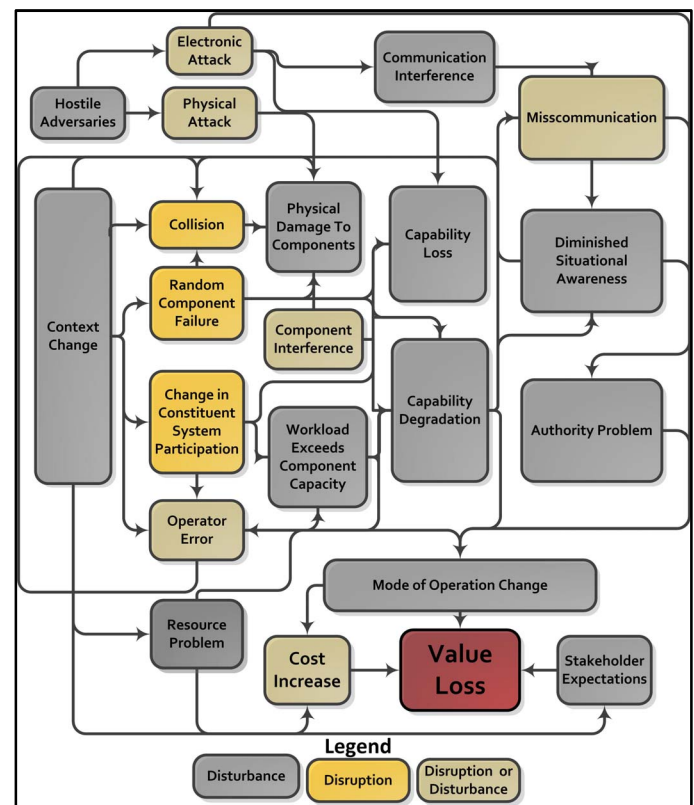 Electronic
Attack
Communication
Interference
Hostile
Adversaries
Physical
Attack
Misscommunication
Collision
Physical
Damage To
Components
Capability
Loss
Diminished
Situational
Awareness
Context
Change
Random
Component
Failure
Component
Interference
Change in
Constituent
System
Participation
Workload
Exceeds
Component
Capacity
Capability
Degradation
Authority Problem
Operator
Error
Mode of Operation Change
Resource
Problem
Cost
Increase
Value
Loss
Stakeholder
Expectations
Legend
Disturbance
Disruption
Disruption or
Disturbance